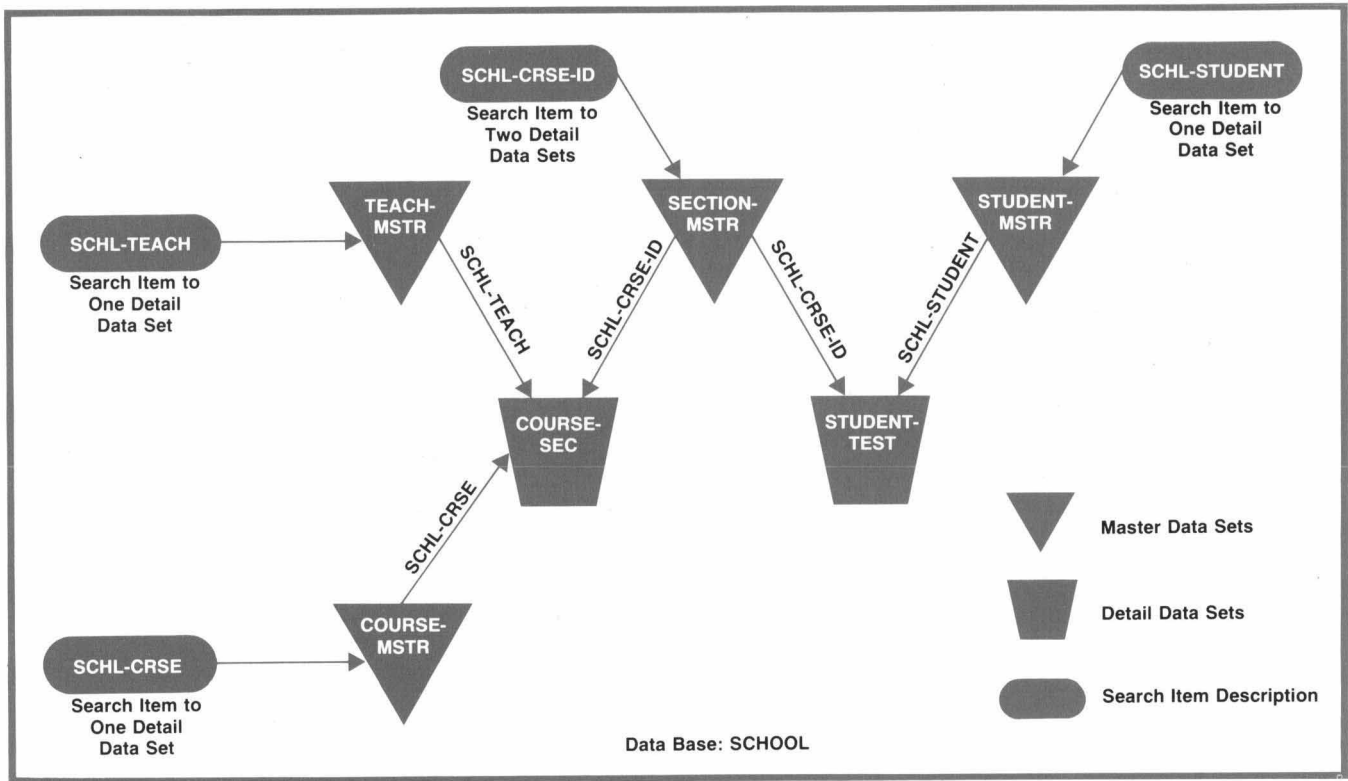 SCHL-CRSE-ID
Search Item to
Two Detail
Data Sets
SCHL-STUDENT
Search Item to
One Detail
Data Set
TEACH-
MSTR
SECTION-
MSTR
STUDENT-
MSTR
SCHL-TEACH
Search Item to
One Detail
Data Set
SCHL-TEACH
SCHL-CRSE-ID
SCHL-CRSE-ID
SCHL-STUDENT
COURSE-
SEC
STUDENT-
TEST
SCHL-CRSE
Master Data Sets
COURSE-
MSTR
Detail Data Sets
SCHL-CRSE
Search Item to
One Detail
Data Set
Search Item Description
Data Base: SCHOOL